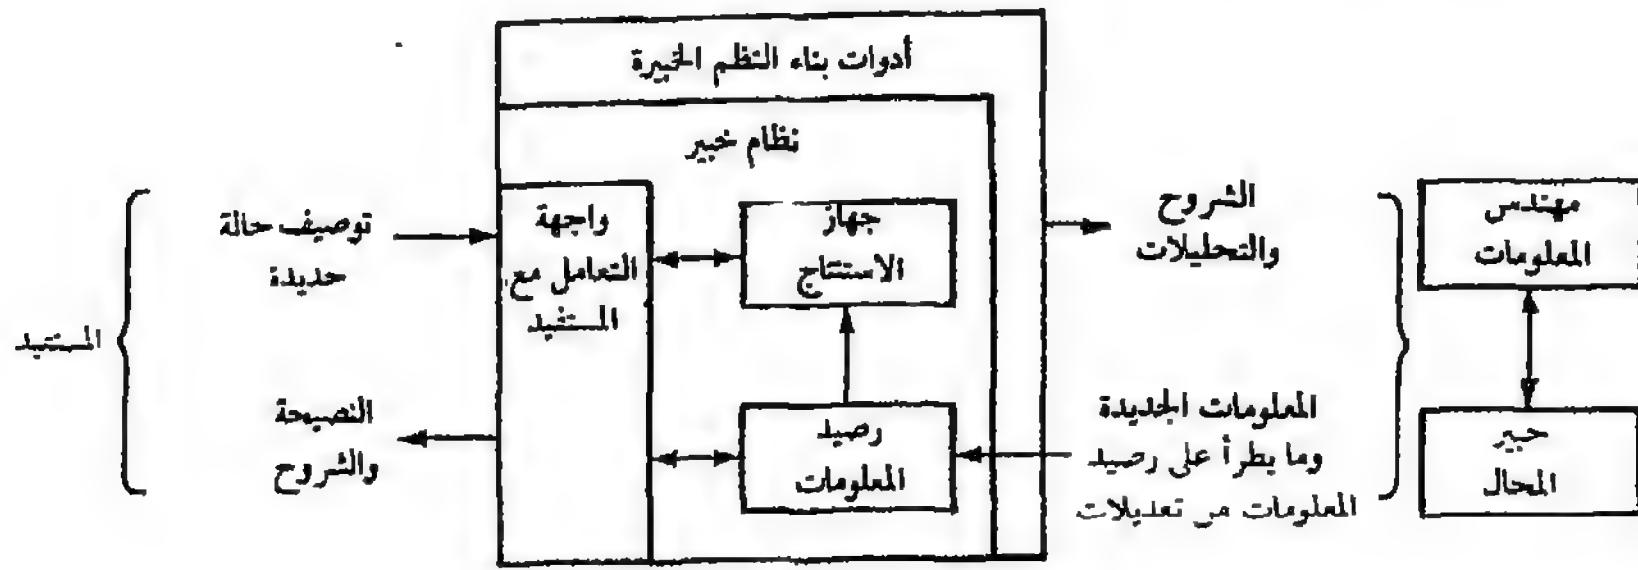 أدوات بناء النظم الخبيرة
نظام خبير
مهندس
المعلومات
خبير
المجال
الشروح
والتحليلات
المعلومات الجديدة
وما يطرأ على رصيد
المعلومات من تعديلات
جهاز
الاستنتاج
رصيد
المعلومات
واجهة
التعامل مع
المستفيد
توصيف حالة
جديدة
النصيحة
والشروح
المستفيد